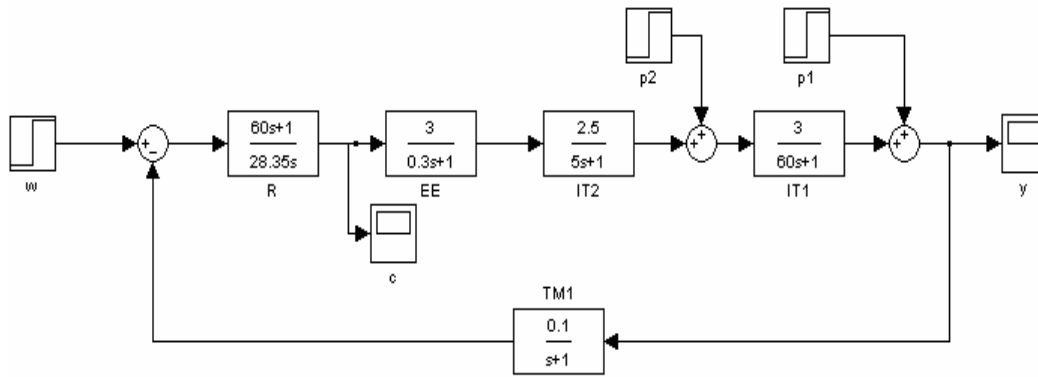 p2
p1
w
+
−
60s+1
28.35s
R
3
0.3s+1
EE
2.5
5s+1
IT2
+
+
3
60s+1
IT1
+
+
y
c
TM1
0.1
s+1